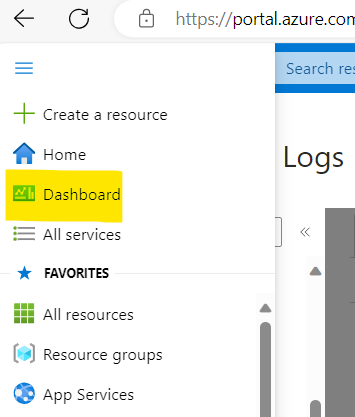 https://portal.azure.com
Search res
Create a resource
Home
Logs
Dashboard
All services
FAVORITES
All resources
Resource groups
App Services